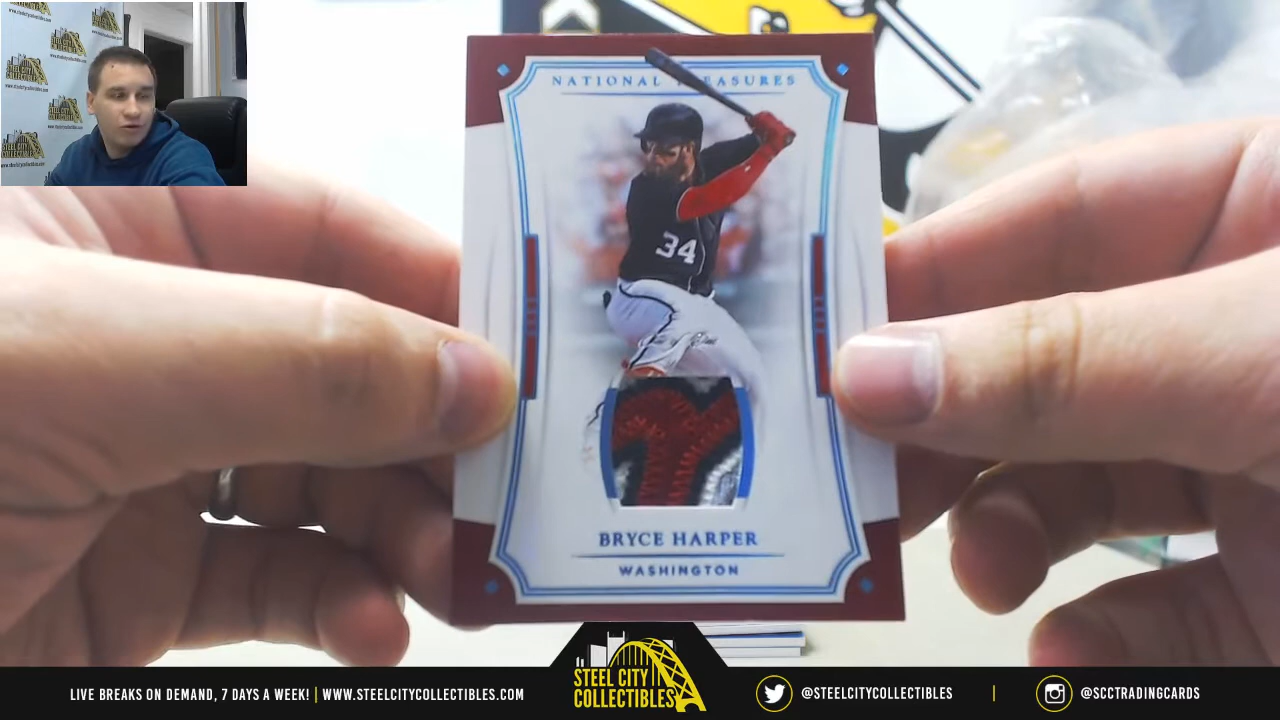 NATIONAL TREASURES
34
BRYCE HARPER
WASHINGTON
STEEL CITY
COLLECTIBLES
LIVE BREAKS ON DEMAND, 7 DAYS A WEEK! | WWW.STEELCITYCOLLECTIBLES.COM
@STEELCITYCOLLECTIBLES | @SCCTRADINGCARDS